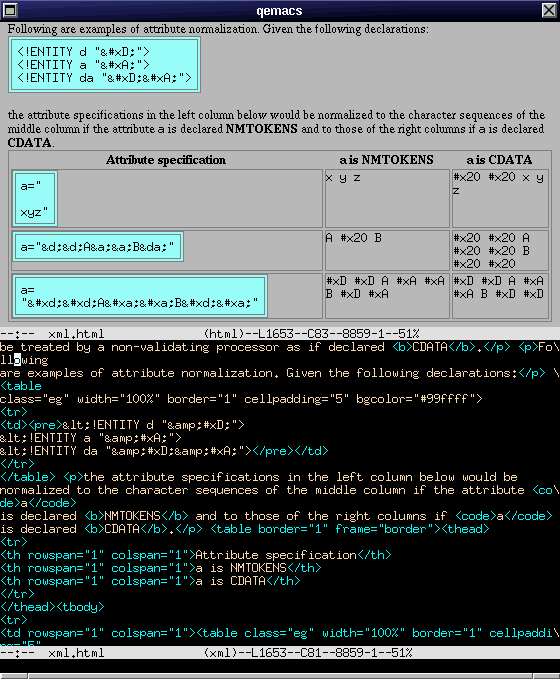 qemacs
Following are examples of attribute normalization. Given the following declarations:
<!ENTITY d "&#xD;">
<!ENTITY a "&#xA;">
<!ENTITY da "&#xD;&#xA;">
the attribute specifications in the left column below would be normalized to the character sequences of the
middle column if the attribute a is declared NMTOKENS and to those of the right columns if a is declared
CDATA.
Attribute specification a is NMTOKENS a is CDATA
a="

xyz"
x y z
#x20 #x20 x y
z
a="&d;&d;A&a;&a;B&da;"
A #x20 B
#x20 #x20 A
#x20 #x20 B
#x20 #x20
a=
"&#xd;&#xd;A&#xa;&#xa;B&#xd;&#xa;"
#xD #xD A #xA #xA
B #xD #xA
#xD #xD A #xA
#xA B #xD #xD
--:--  xml.html          (html)--L1653--C83--8859-1--51%
be treated by a non-validating processor as if declared <b>CDATA</b>.</p> <p>Fo\
llowing
are examples of attribute normalization. Given the following declarations:</p> \
<table
class="eg" width="100%" border="1" cellpadding="5" bgcolor="#99ffff">
<tr>
<td><pre>&lt;!ENTITY d "&amp;#xD;">
&lt;!ENTITY a "&amp;#xA;">
&lt;!ENTITY da "&amp;#xD;&amp;#xA;"></pre></td>
</tr>
</table> <p>the attribute specifications in the left column below would be
normalized to the character sequences of the middle column if the attribute <co\
de>a</code>
is declared <b>NMTOKENS</b> and to those of the right columns if <code>a</code>
is declared <b>CDATA</b>.</p> <table border="1" frame="border"><thead>
<tr>
<th rowspan="1" colspan="1">Attribute specification</th>
<th rowspan="1" colspan="1">a is NMTOKENS</th>
<th rowspan="1" colspan="1">a is CDATA</th>
</tr>
</thead><tbody>
<tr>
<td rowspan="1" colspan="1"><table class="eg" width="100%" border="1" cellpaddi\
ng="5"
--:--  xml.html          (xml)--L1653--C81--8859-1--51%